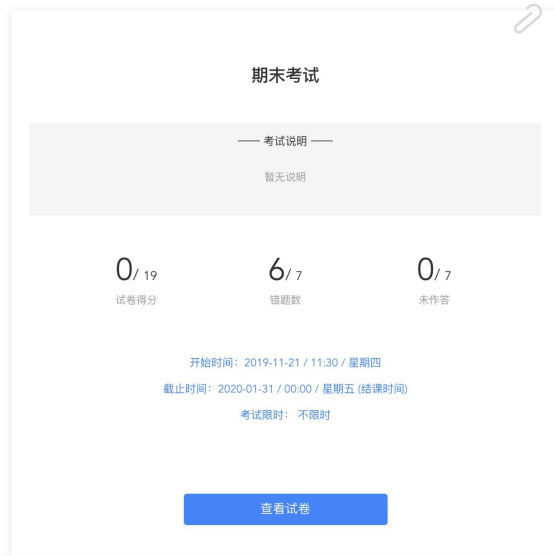 期末考试
—— 考试说明 ——
暂无说明
0/ 19 6/ 7 0/ 7
试卷得分 错题数 未作答
开始时间：2019-11-21 / 11:30 / 星期四
截止时间：2020-01-31 / 00:00 / 星期五 (结课时间)
考试限时： 不限时
查看试卷